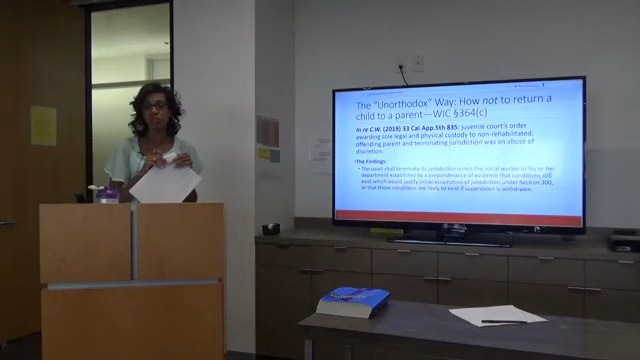 The "Unorthodox" Way: How not to return a
child to a parent—WIC §364(c)
In re C.W. (2019) 33 Cal.App.5th 835: juvenile court's order
awarding sole legal and physical custody to non-rehabilitated,
offending parent and terminating jurisdiction was an abuse of
discretion.
•The Findings:
The court shall terminate its jurisdiction unless the social worker or his or her
department establishes by a preponderance of evidence that conditions still
exist which would justify initial assumption of jurisdiction under Section 300,
or that those conditions are likely to exist if supervision is withdrawn.